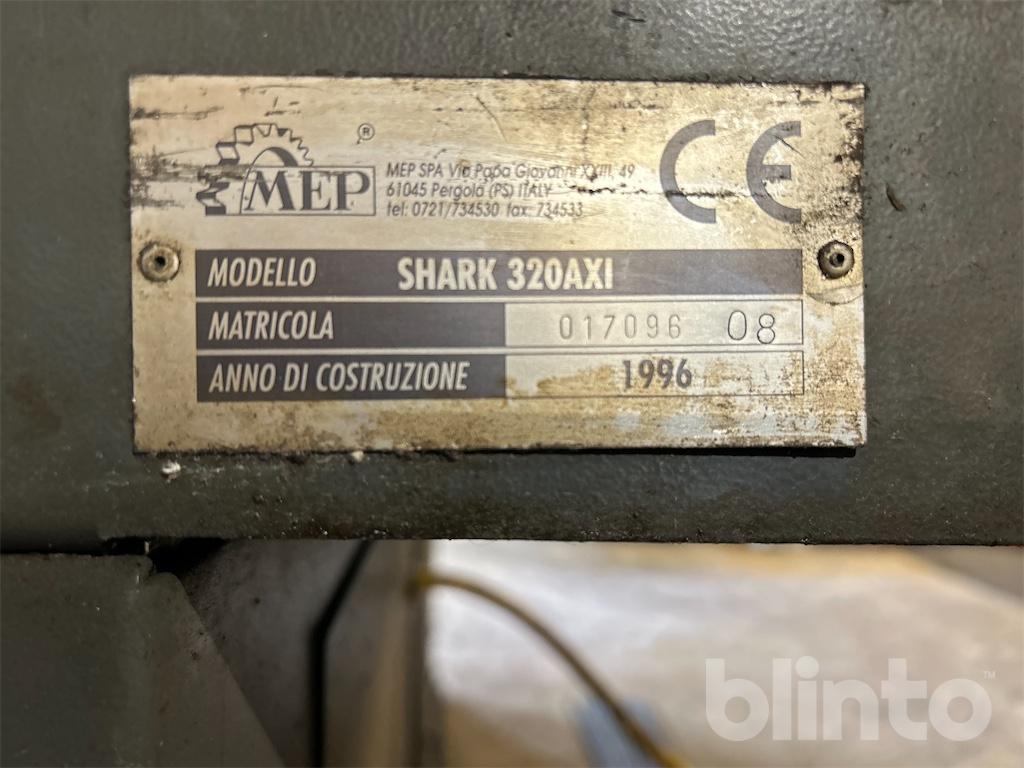 MEP ®
MEP SPA Via Papa Giovanni XXIII, 49
61045 Pergola (PS) ITALY
tel: 0721/734530 fax: 734533
CE
MODELLO SHARK 320AXI
MATRICOLA 017096 08
ANNO DI COSTRUZIONE 1996
blinto™